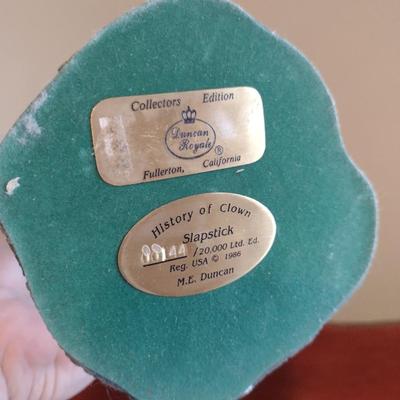 Collectors Edition
Duncan
Royale ®
Fullerton, California
History of Clown
Slapstick
/20,000 Ltd. Ed.
Reg. USA © 1986
M.E. Duncan